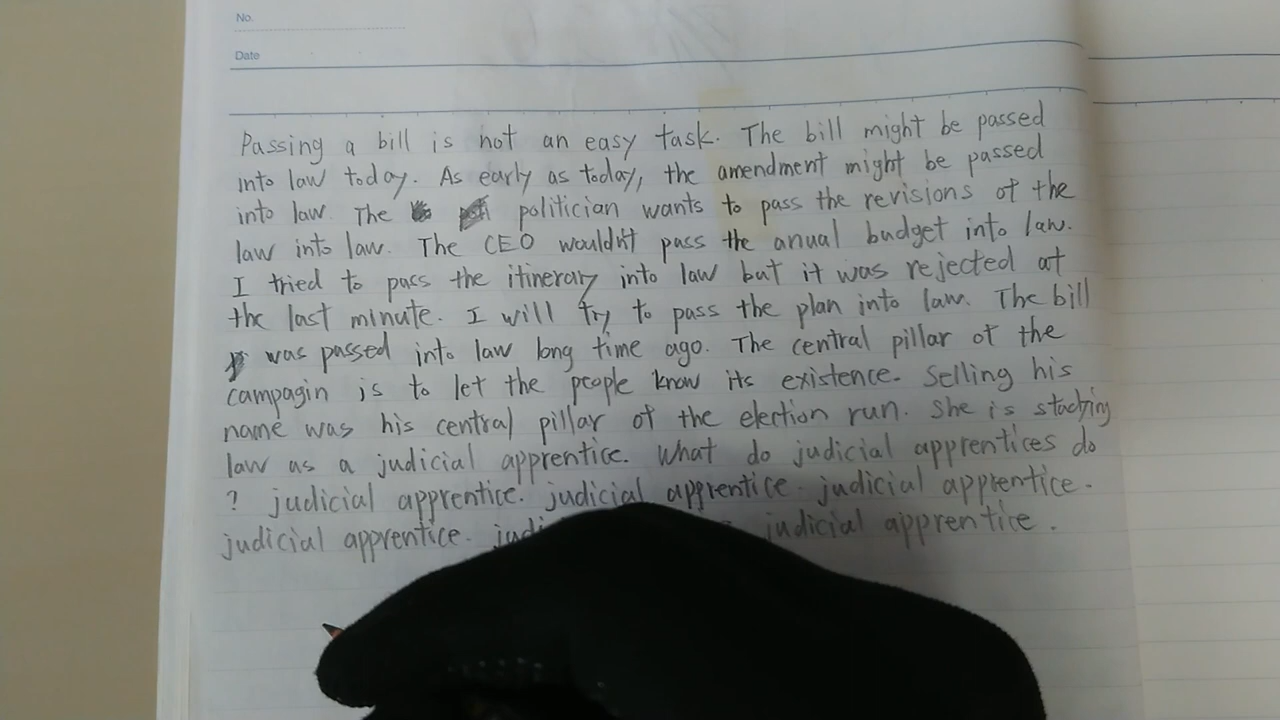 No.
Date
Passing a bill is not an easy task. The bill might be passed
into law today. As early as today, the amendment might be passed
into law. The politician wants to pass the revisions of the
law into law. The CEO wouldn't pass the anual budget into law.
I tried to pass the itinerary into law but it was rejected at
the last minute. I will try to pass the plan into law. The bill
was passed into law long time ago. The central pillar of the
campagin is to let the people know its existence. Selling his
name was his central pillar of the election run. She is studying
law as a judicial apprentice. What do judicial apprentices do
? judicial apprentice. judicial apprentice. judicial apprentice.
judicial apprentice. judicial apprentice.